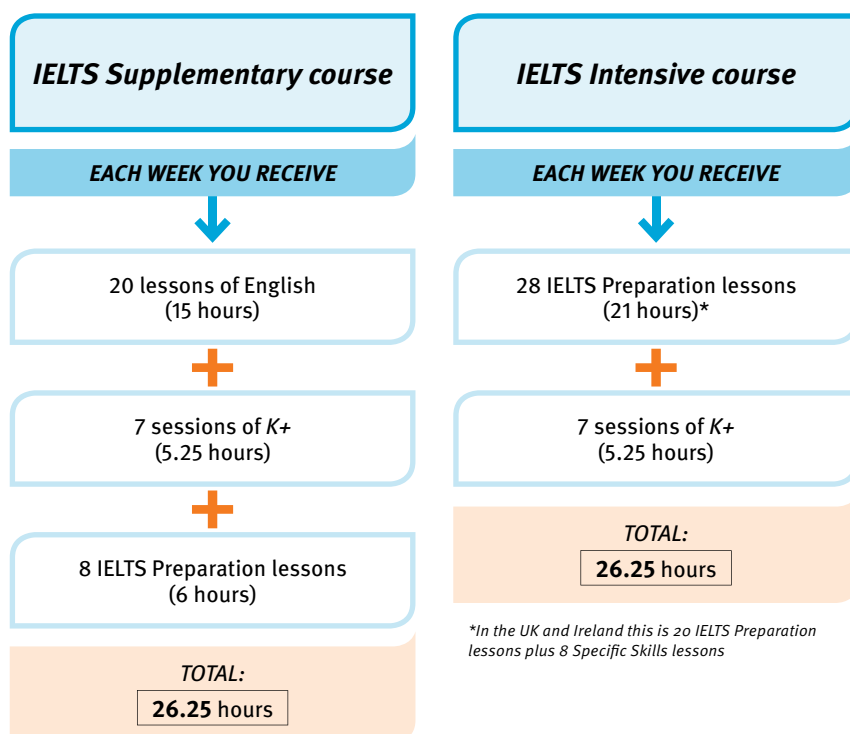 IELTS Supplementary course
EACH WEEK YOU RECEIVE
20 lessons of English
(15 hours)
7 sessions of K+
(5.25 hours)
8 IELTS Preparation lessons
(6 hours)
TOTAL:
26.25 hours
IELTS Intensive course
EACH WEEK YOU RECEIVE
28 IELTS Preparation lessons
(21 hours)*
7 sessions of K+
(5.25 hours)
TOTAL:
26.25 hours
*In the UK and Ireland this is 20 IELTS Preparation
lessons plus 8 Specific Skills lessons